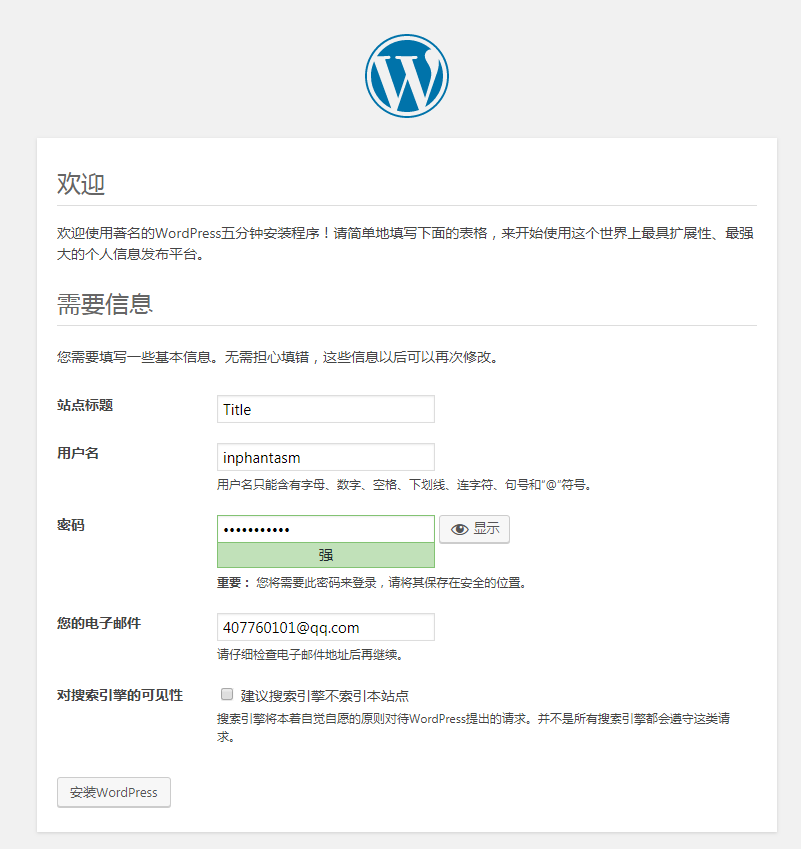 W
欢迎
欢迎使用著名的WordPress五分钟安装程序！请简单地填写下面的表格，来开始使用这个世界上最具扩展性、最强
大的个人信息发布平台。
需要信息
您需要填写一些基本信息。无需担心填错，这些信息以后可以再次修改。
站点标题
Title
用户名
inphantasm
用户名只能含有字母、数字、空格、下划线、连字符、句号和“@”符号。
密码
•••••••••••
显示
强
重要： 您将需要此密码来登录，请将其保存在安全的位置。
您的电子邮件
407760101@qq.com
请仔细检查电子邮件地址后再继续。
对搜索引擎的可见性
建议搜索引擎不索引本站点
搜索引擎将本着自觉自愿的原则对待WordPress提出的请求。并不是所有搜索引擎都会遵守这类请
求。
安装WordPress